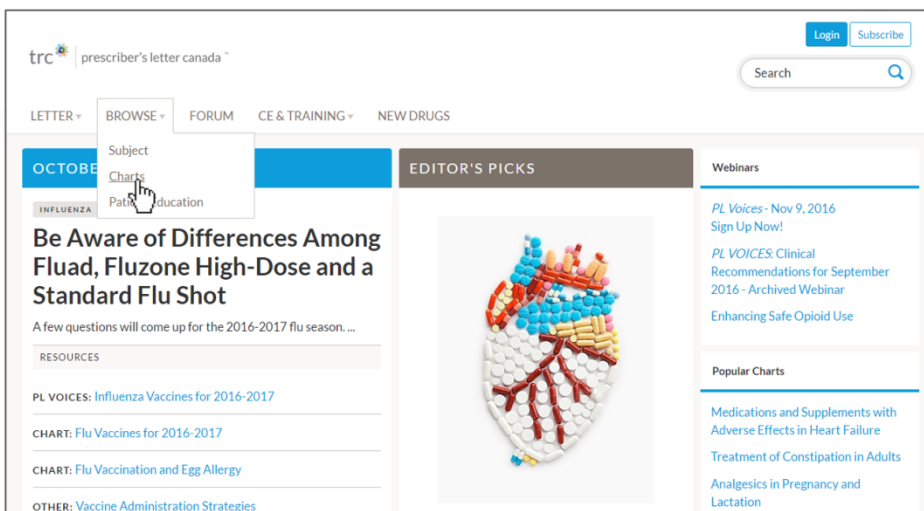 Login Subscribe
trc prescriber's letter canada ™
Search
LETTER BROWSE FORUM CE & TRAINING NEW DRUGS
Subject
Charts
Education
OCTOBE
INFLUENZA
Be Aware of Differences Among
Fluad, Fluzone High-Dose and a
Standard Flu Shot
A few questions will come up for the 2016-2017 flu season. ...
RESOURCES
PL VOICES: Influenza Vaccines for 2016-2017
CHART: Flu Vaccines for 2016-2017
CHART: Flu Vaccination and Egg Allergy
OTHER: Vaccine Administration Strategies
EDITOR'S PICKS
Webinars
PL Voices - Nov 9, 2016
Sign Up Now!
PL VOICES: Clinical
Recommendations for September
2016 - Archived Webinar
Enhancing Safe Opioid Use
Popular Charts
Medications and Supplements with
Adverse Effects in Heart Failure
Treatment of Constipation in Adults
Analgesics in Pregnancy and
Lactation